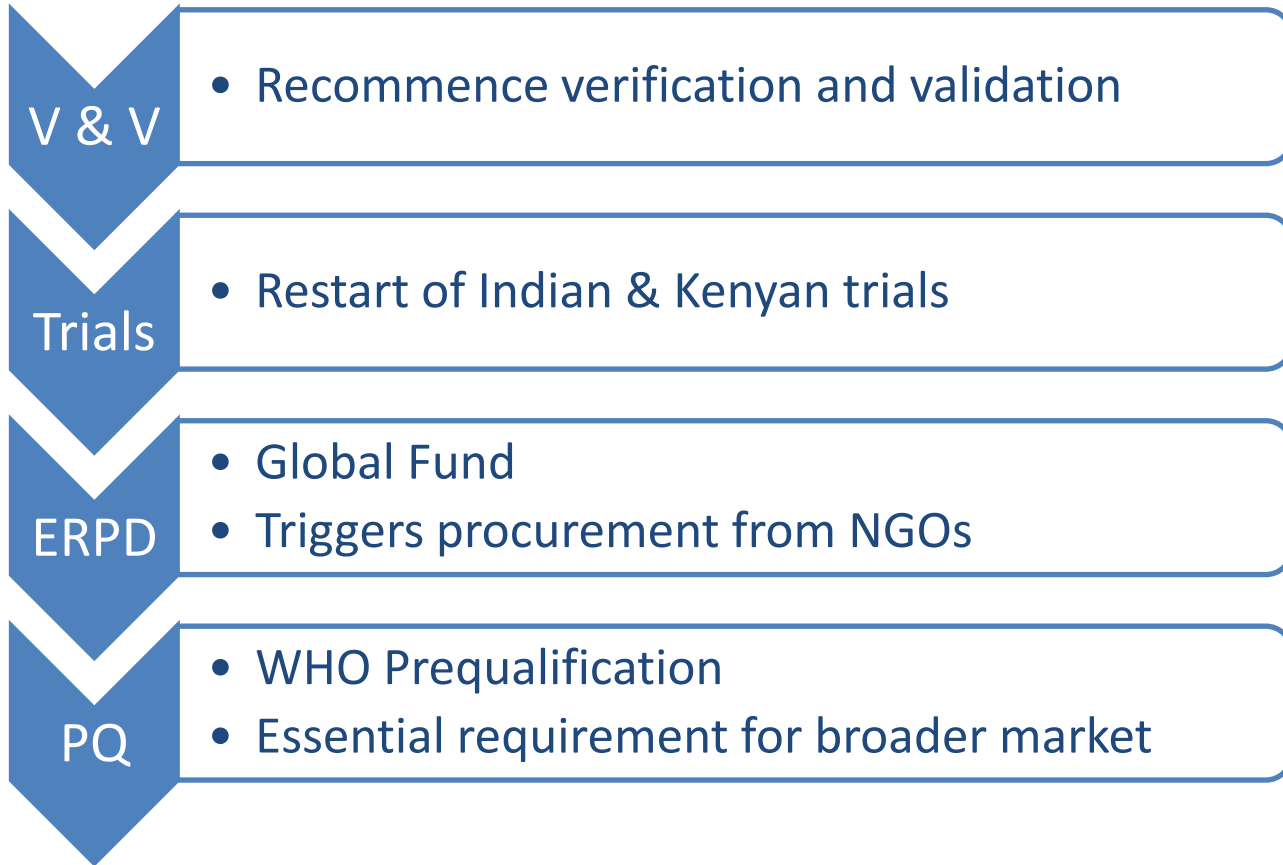 V & V
• Recommence verification and validation
Trials
• Restart of Indian & Kenyan trials
ERPD
• Global Fund
• Triggers procurement from NGOs
PQ
• WHO Prequalification
• Essential requirement for broader market